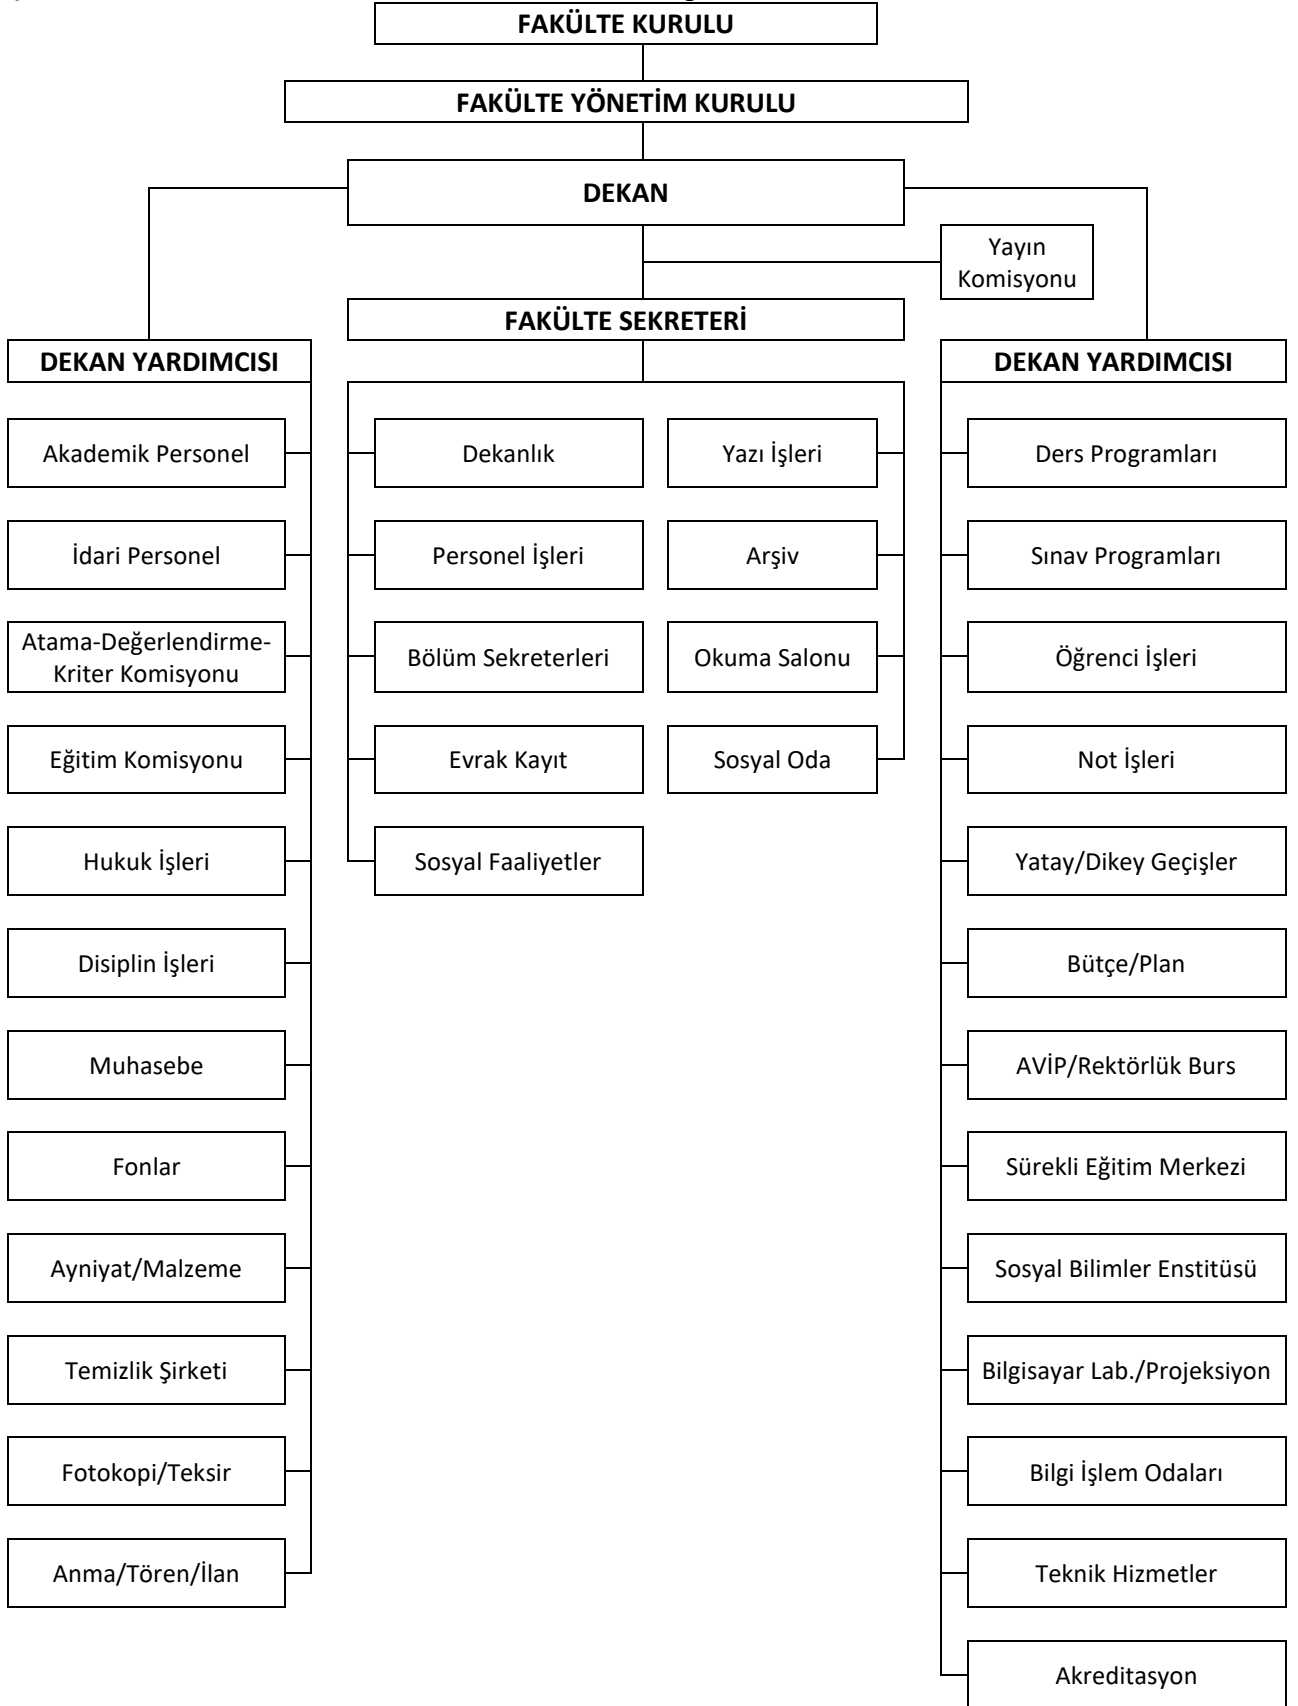 FAKÜLTE KURULU
FAKÜLTE YÖNETİM KURULU
DEKAN
Yayın
Komisyonu
FAKÜLTE SEKRETERİ
DEKAN YARDIMCISI
DEKAN YARDIMCISI
Akademik Personel
Dekanlık
Yazı İşleri
Ders Programları
İdari Personel
Personel İşleri
Arşiv
Sınav Programları
Atama-Değerlendirme-
Kriter Komisyonu
Bölüm Sekreterleri
Okuma Salonu
Öğrenci İşleri
Eğitim Komisyonu
Evrak Kayıt
Sosyal Oda
Not İşleri
Hukuk İşleri
Sosyal Faaliyetler
Yatay/Dikey Geçişler
Disiplin İşleri
Bütçe/Plan
Muhasebe
AVİP/Rektörlük Burs
Fonlar
Sürekli Eğitim Merkezi
Ayniyat/Malzeme
Sosyal Bilimler Enstitüsü
Temizlik Şirketi
Bilgisayar Lab./Projeksiyon
Fotokopi/Teksir
Bilgi İşlem Odaları
Anma/Tören/İlan
Teknik Hizmetler
Akreditasyon